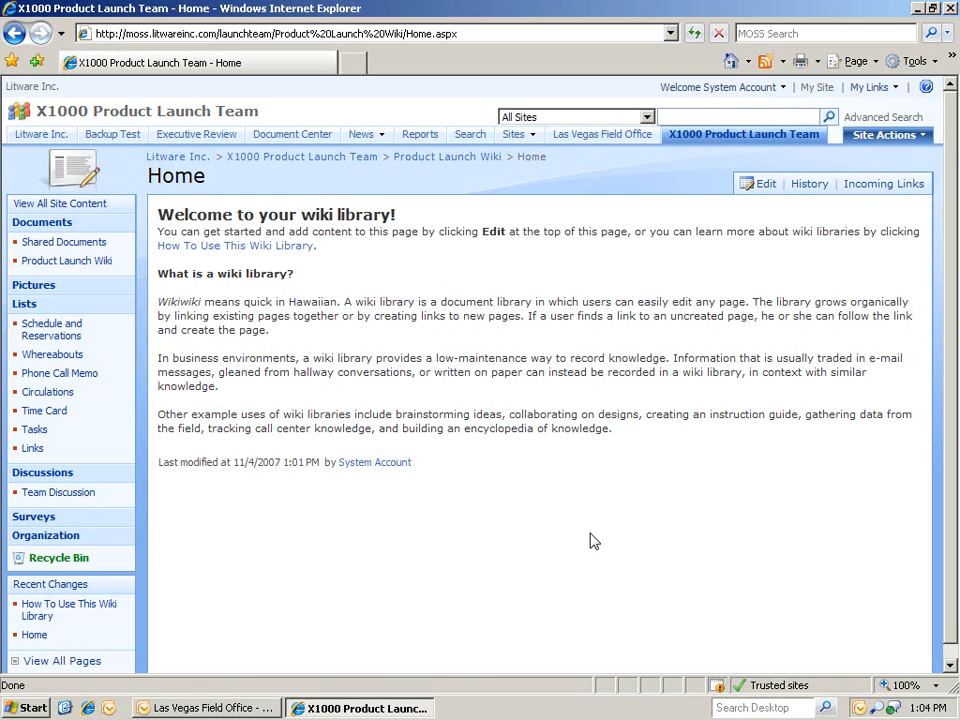 X1000 Product Launch Team - Home - Windows Internet Explorer
http://moss.litwareinc.com/launchteam/Product%20Launch%20Wiki/Home.aspx
MOSS Search
X1000 Product Launch Team - Home
Page
Tools
Litware Inc.
Welcome System Account
My Site
My Links
X1000 Product Launch Team
All Sites
Advanced Search
Litware Inc.
Backup Test
Executive Review
Document Center
News
Reports
Search
Sites
Las Vegas Field Office
X1000 Product Launch Team
Site Actions
Litware Inc. > X1000 Product Launch Team > Product Launch Wiki > Home
Home
Edit | History | Incoming Links
View All Site Content
Documents
Shared Documents
Product Launch Wiki
Pictures
Lists
Schedule and
Reservations
Whereabouts
Phone Call Memo
Circulations
Time Card
Tasks
Links
Discussions
Team Discussion
Surveys
Organization
Recycle Bin
Recent Changes
How To Use This Wiki
Library
Home
View All Pages
Welcome to your wiki library!
You can get started and add content to this page by clicking Edit at the top of this page, or you can learn more about wiki libraries by clicking
How To Use This Wiki Library.
What is a wiki library?
Wikiwiki means quick in Hawaiian. A wiki library is a document library in which users can easily edit any page. The library grows organically
by linking existing pages together or by creating links to new pages. If a user finds a link to an uncreated page, he or she can follow the link
and create the page.
In business environments, a wiki library provides a low-maintenance way to record knowledge. Information that is usually traded in e-mail
messages, gleaned from hallway conversations, or written on paper can instead be recorded in a wiki library, in context with similar
knowledge.
Other example uses of wiki libraries include brainstorming ideas, collaborating on designs, creating an instruction guide, gathering data from
the field, tracking call center knowledge, and building an encyclopedia of knowledge.
Last modified at 11/4/2007 1:01 PM by System Account
Done
Trusted sites
100%
Start
Las Vegas Field Office - ...
X1000 Product Launc...
Search Desktop
1:04 PM